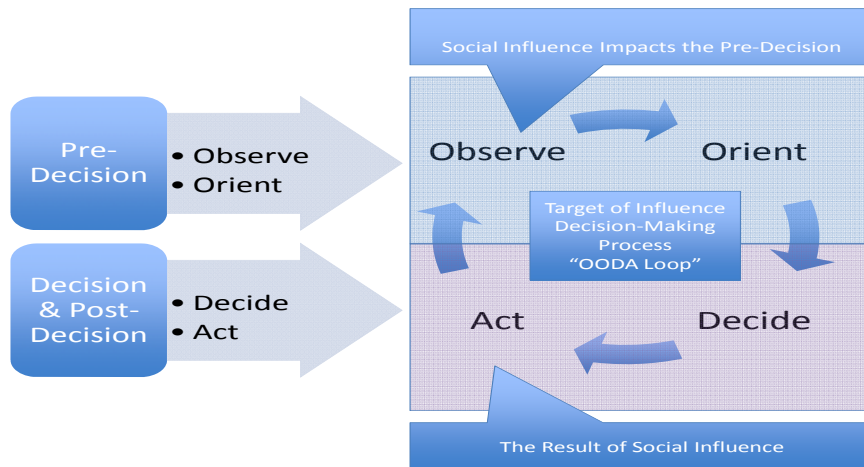 Social Influence Impacts the Pre-Decision
Pre-
Decision
• Observe
• Orient
Observe
Orient
Target of Influence
Decision-Making
Process
“OODA Loop”
Decision
& Post-
Decision
• Decide
• Act
Act
Decide
The Result of Social Influence